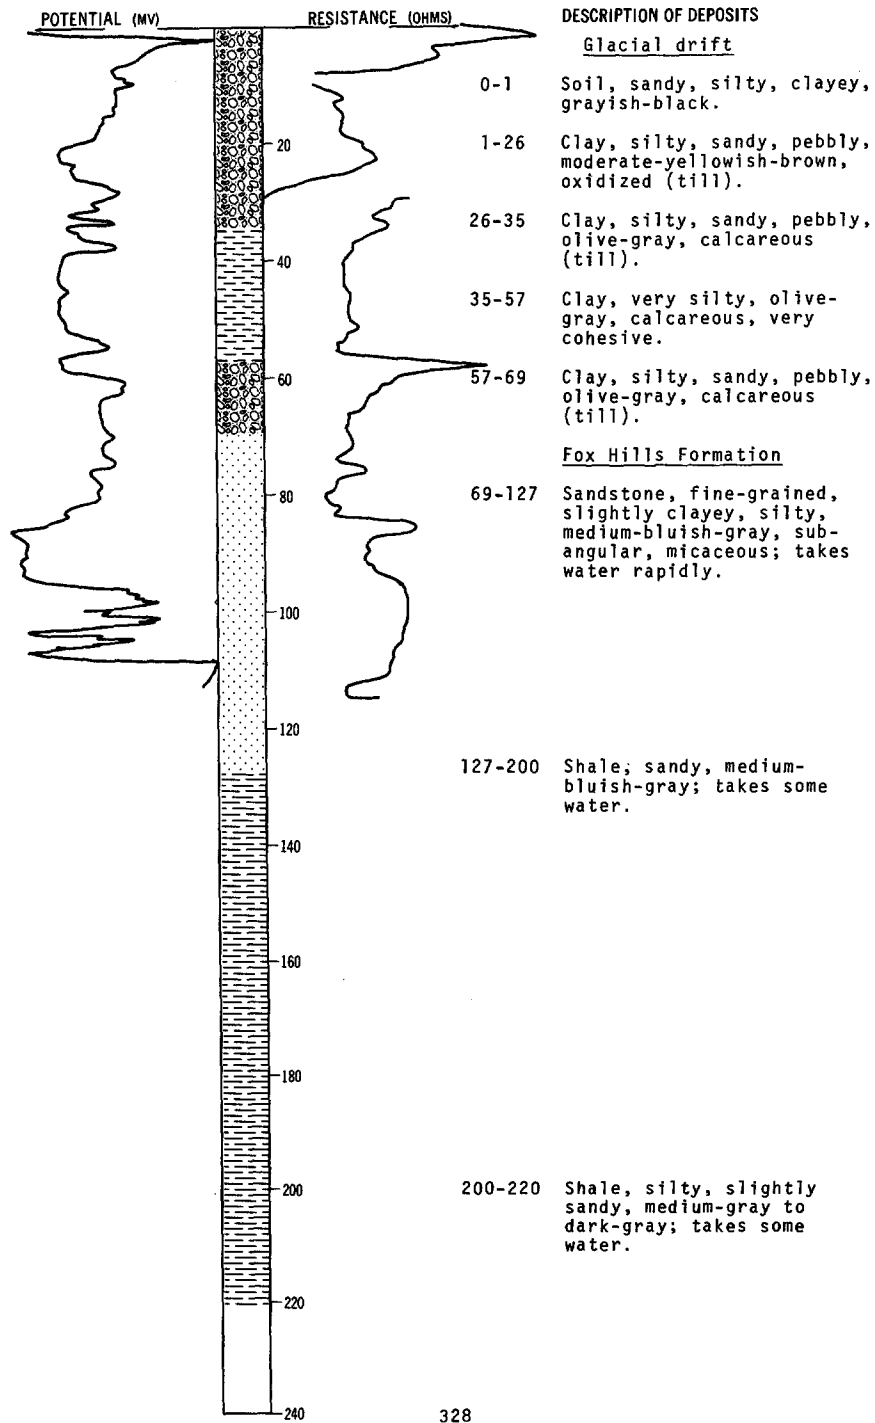 POTENTIAL (MV) RESISTANCE (OHMS) DESCRIPTION OF DEPOSITS
Glacial drift
0-1 Soil, sandy, silty, clayey,
grayish-black.
20
1-26 Clay, silty, sandy, pebbly,
moderate-yellowish-brown,
oxidized (till).
26-35 Clay, silty, sandy, pebbly,
olive-gray, calcareous
(till).
40
35-57 Clay, very silty, olive-
gray, calcareous, very
cohesive.
60
57-69 Clay, silty, sandy, pebbly,
olive-gray, calcareous
(till).
Fox Hills Formation
80
69-127 Sandstone, fine-grained,
slightly clayey, silty,
medium-bluish-gray, sub-
angular, micaceous; takes
water rapidly.
100
120
127-200 Shale; sandy, medium-
bluish-gray; takes some
water.
140
160
180
200
200-220 Shale, silty, slightly
sandy, medium-gray to
dark-gray; takes some
water.
220
240
328